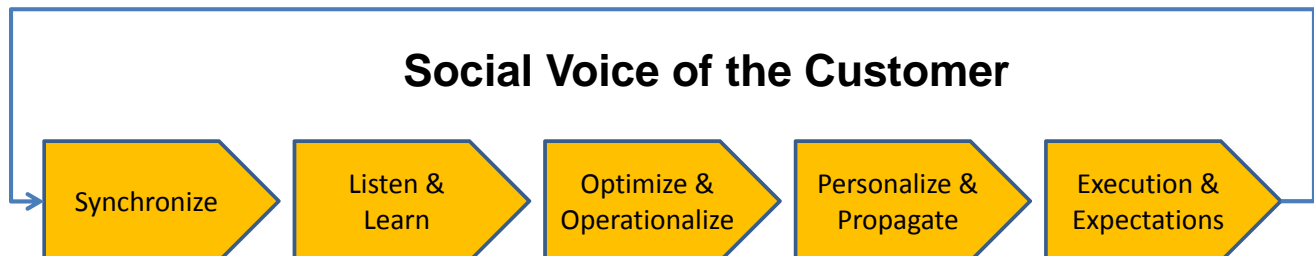 Social Voice of the Customer
Synchronize
Listen &
Learn
Optimize &
Operationalize
Personalize &
Propagate
Execution &
Expectations